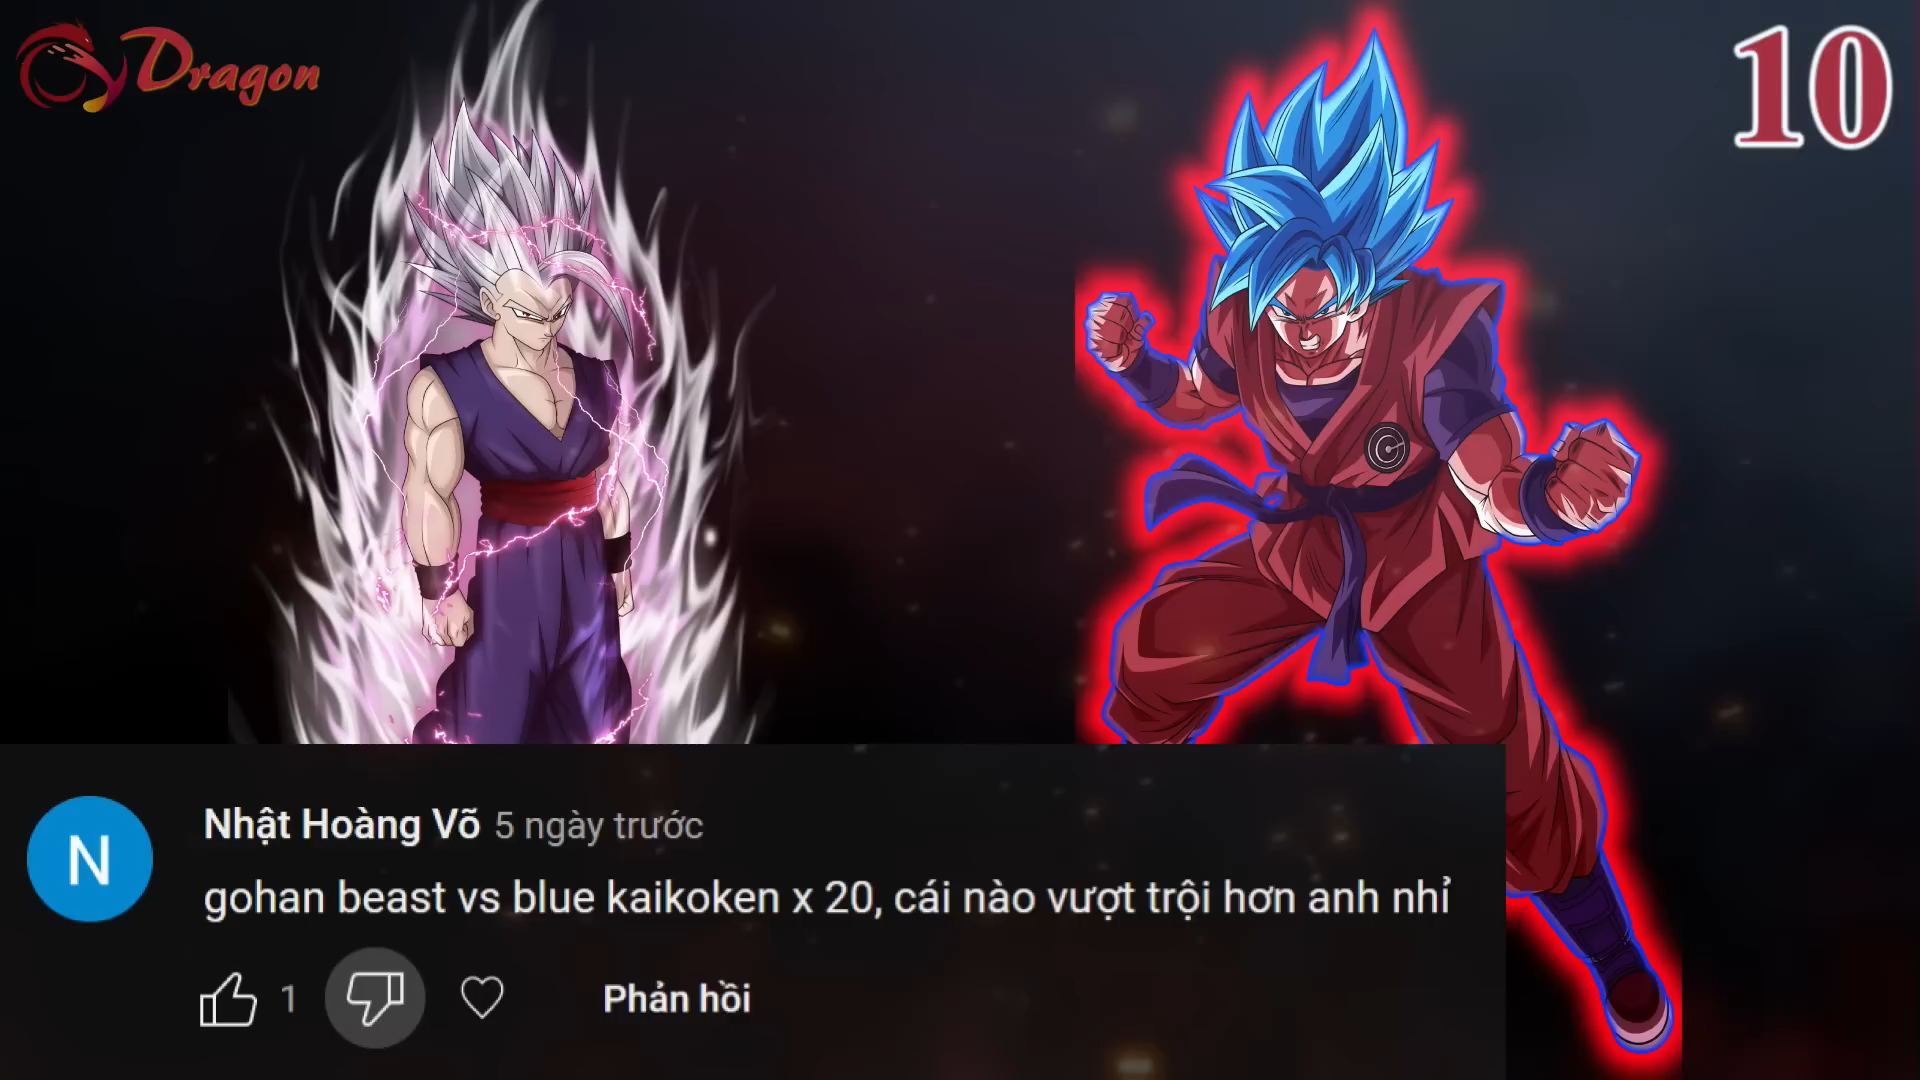 Dragon
10
N
Nhật Hoàng Võ 5 ngày trước
gohan beast vs blue kaikoken x 20, cái nào vượt trội hơn anh nhỉ
1
Phản hồi